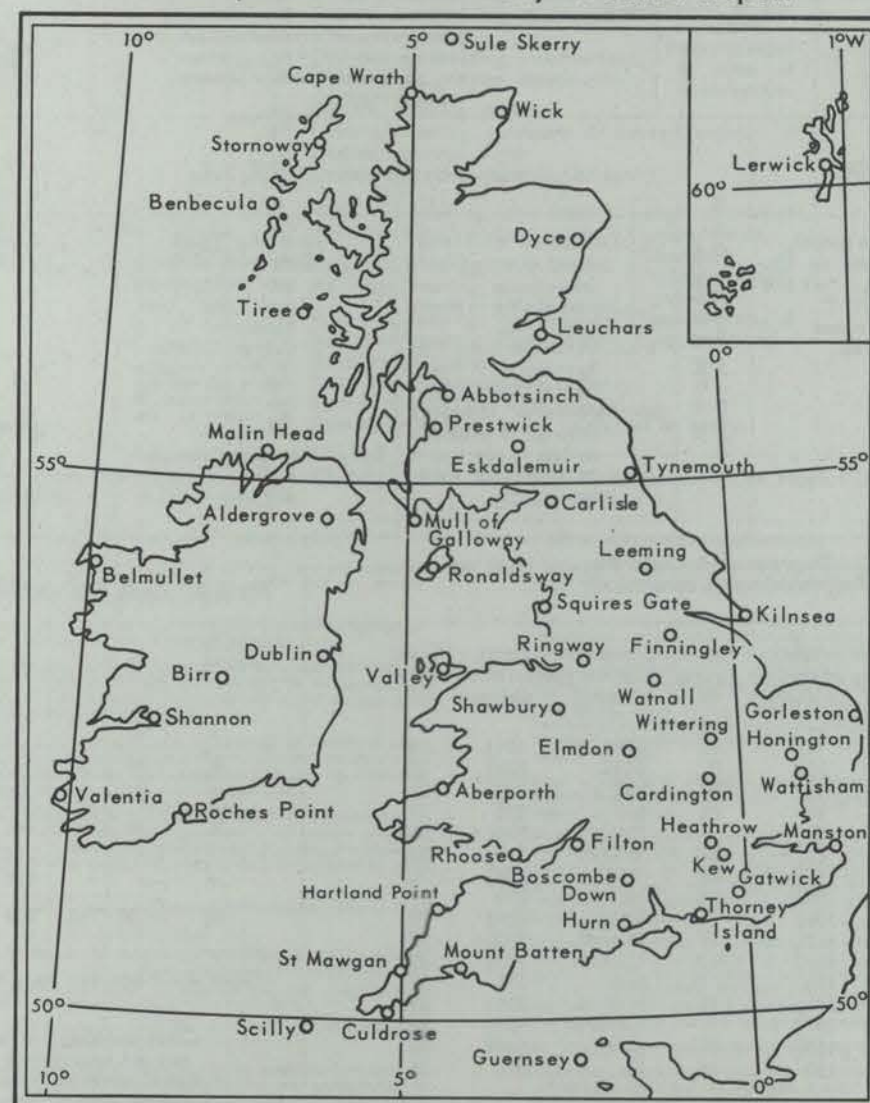 10°
5°
Sule Skerry
1°W
Cape Wrath
Wick
Stornoway
Lerwick
60°
Benbecula
Dyce
Tiree
Leuchars
0°
Abbotsinch
Malin Head
Prestwick
Eskdalemuir
Tynemouth
55°
55°
Carlisle
Aldergrove
Mull of
Galloway
Leeming
Belmullet
Ronaldsway
Squires Gate
Kilnsea
Dublin
Ringway
Finningley
Birr
Valley
Watnall
Shannon
Shawbury
Wittering
Gorleston
Elmdon
Honington
Valentia
Aberporth
Cardington
Wattisham
Roches Point
Heathrow
Manston
Rhoose
Filton
Kew
Boscombe
Down
Gatwick
Hartland Point
Hurn
Thorney
Island
St Mawgan
Mount Batten
50°
50°
Scilly
Culdrose
Guernsey
10°
5°
0°